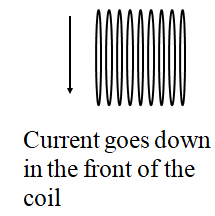 Current goes down
in the front of the
coil